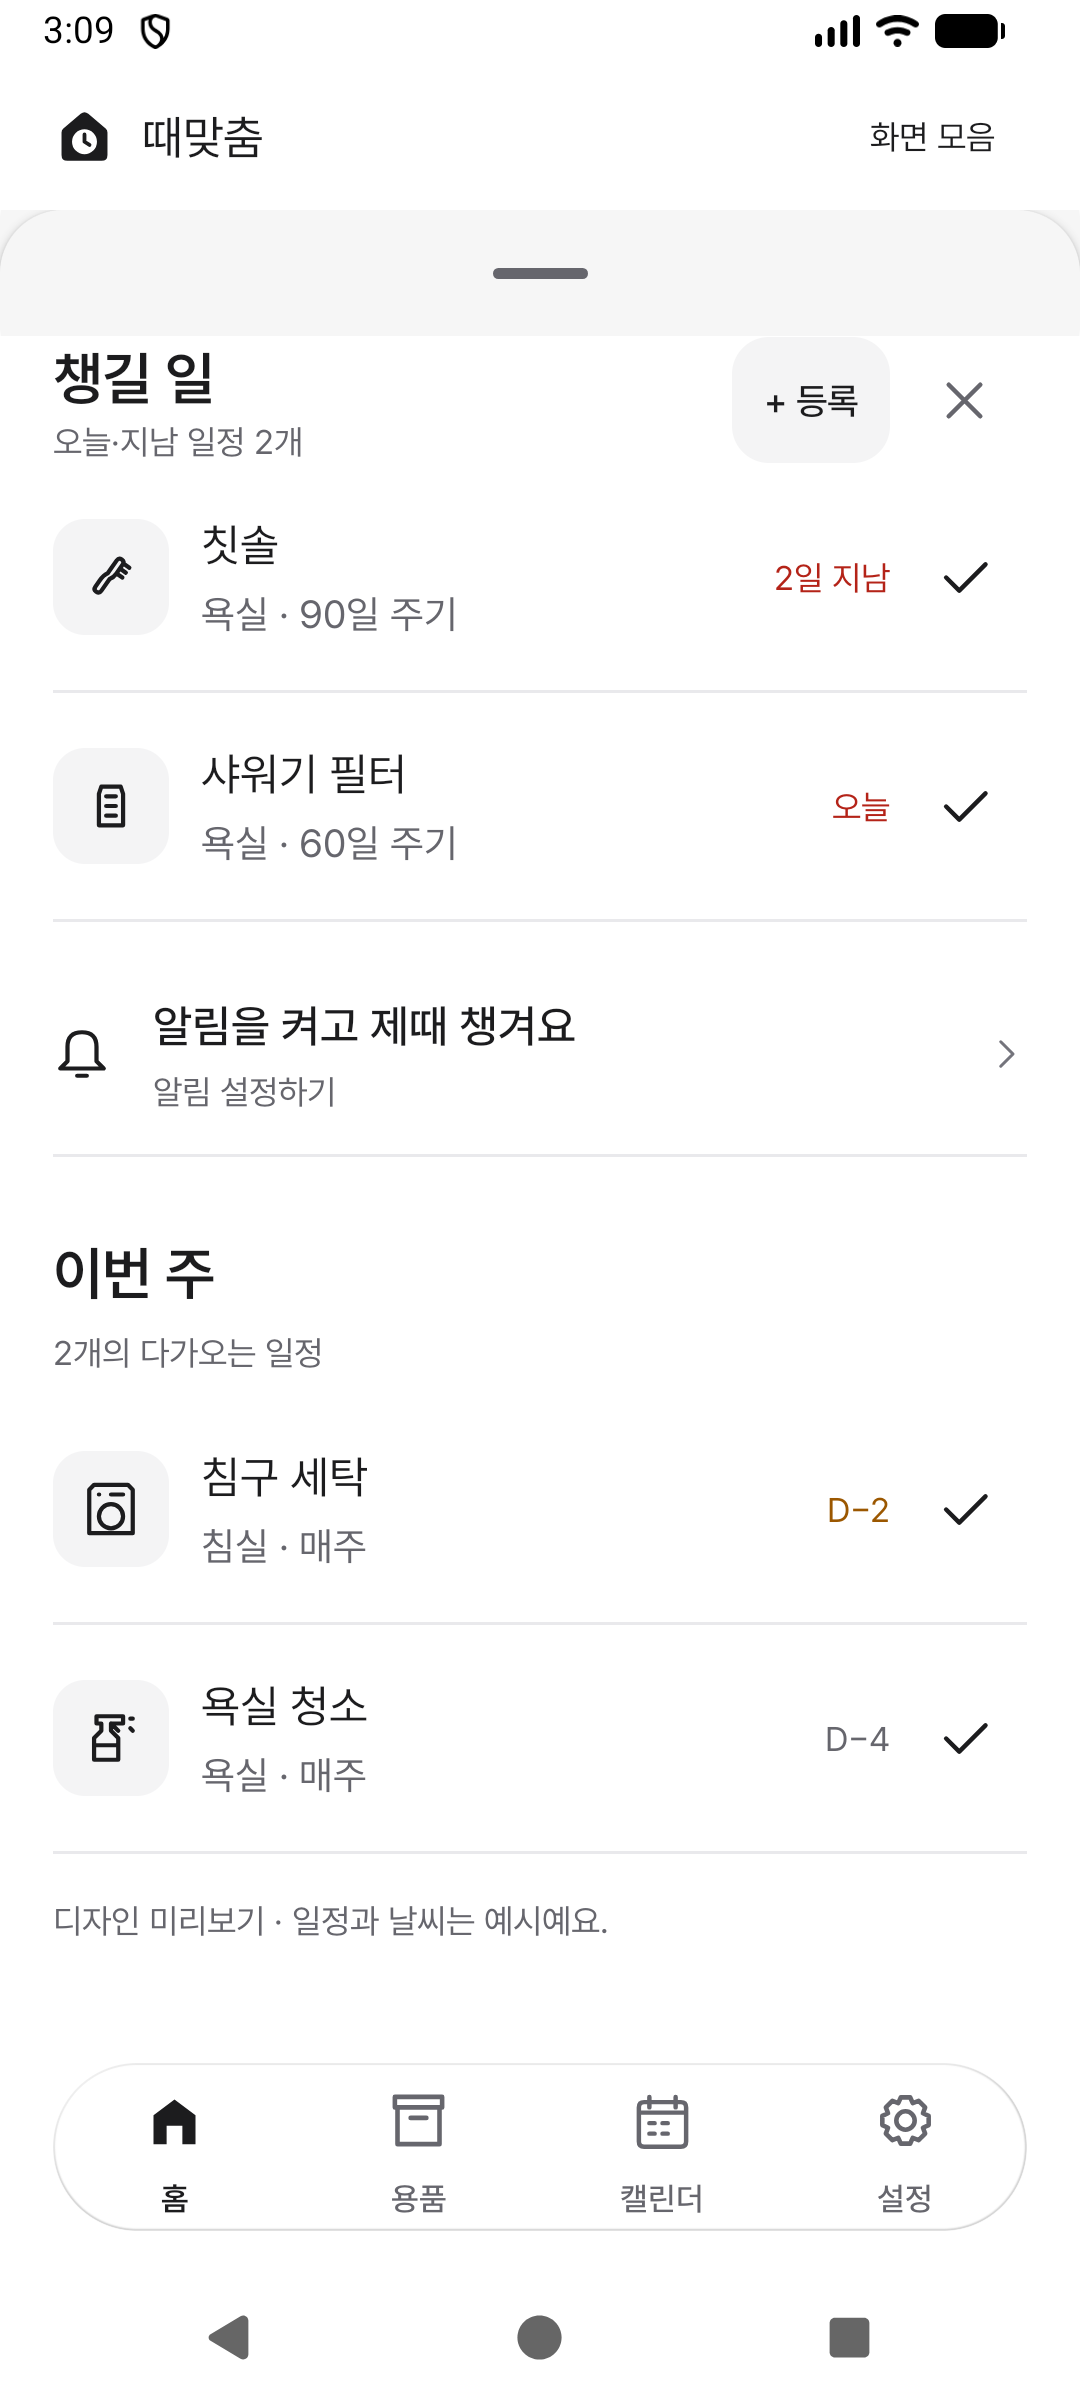 3:09
때맞춤
화면 모음
챙길 일
+ 등록
오늘·지남 일정 2개
칫솔
2일 지남
욕실 · 90일 주기
샤워기 필터
오늘
욕실 · 60일 주기
알림을 켜고 제때 챙겨요
알림 설정하기
이번 주
2개의 다가오는 일정
침구 세탁
D-2
침실 · 매주
욕실 청소
D-4
욕실 · 매주
디자인 미리보기 · 일정과 날씨는 예시예요.
홈
용품
캘린더
설정